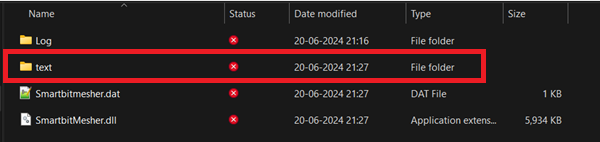 Name Status Date modified Type Size
Log 20-06-2024 21:16 File folder
text 20-06-2024 21:27 File folder
Smartbitmesher.dat 20-06-2024 21:27 DAT File 1 KB
SmartbitMesher.dll 20-06-2024 21:27 Application extens... 5,934 KB